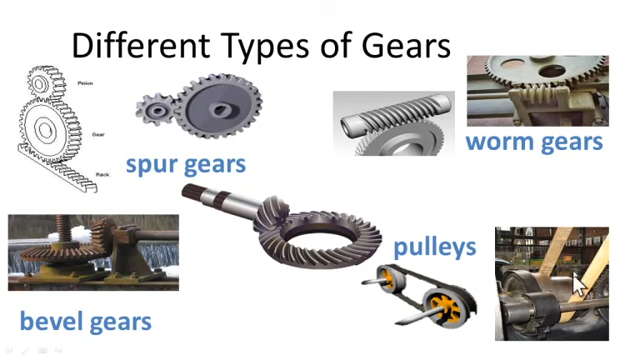 Different Types of Gears
Pinion
Gear
Rack
spur gears
worm gears
pulleys
bevel gears